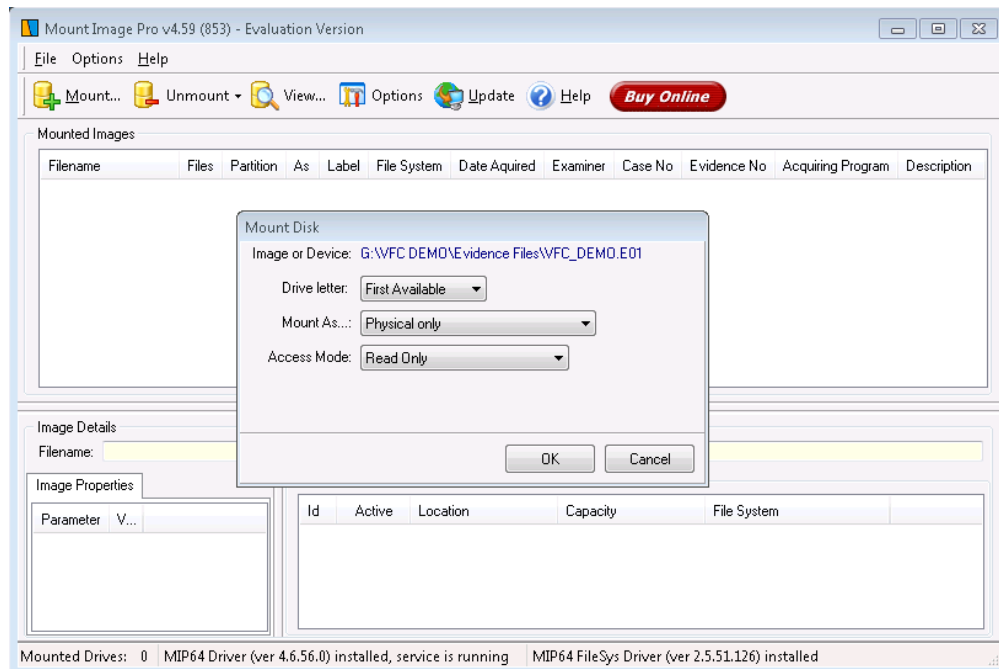 Mount Image Pro v4.59 (853) - Evaluation Version
File Options Help
Mount... Unmount View... Options Update Help Buy Online
Mounted Images
Filename Files Partition As Label File System Date Aquired Examiner Case No Evidence No Acquiring Program Description
Mount Disk
Image or Device: G:\VFC DEMO\Evidence Files\VFC_DEMO.E01
Drive letter: First Available
Mount As...: Physical only
Access Mode: Read Only
OK Cancel
Image Details
Filename:
Image Properties
Parameter V...
Id Active Location Capacity File System
Mounted Drives: 0 MIP64 Driver (ver 4.6.56.0) installed, service is running MIP64 FileSys Driver (ver 2.5.51.126) installed